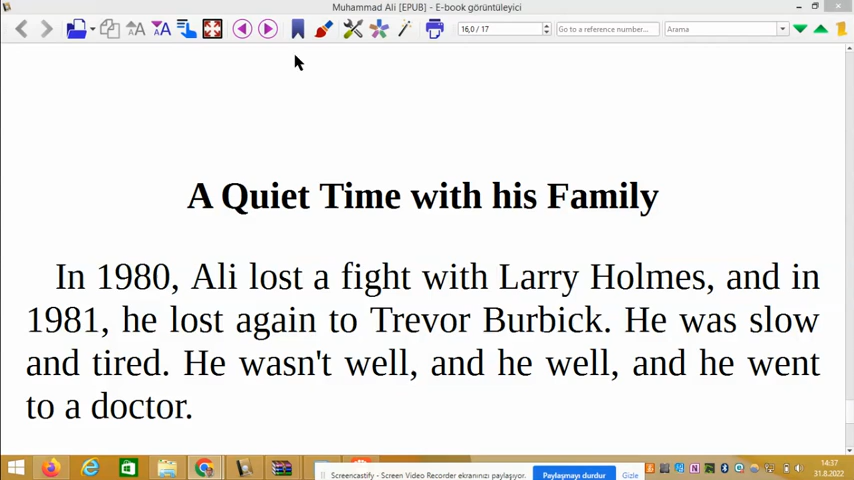 Muhammad Ali [EPUB] - E-book görüntüleyici
16,0 / 17
Go to a reference number...
Arama
A Quiet Time with his Family
In 1980, Ali lost a fight with Larry Holmes, and in
1981, he lost again to Trevor Burbick. He was slow
and tired. He wasn't well, and he well, and he went
to a doctor.
Screencastify - Screen Video Recorder ekranınızı paylaşıyor.
Paylaşmayı durdur
Gizle
14:37
31.8.2022